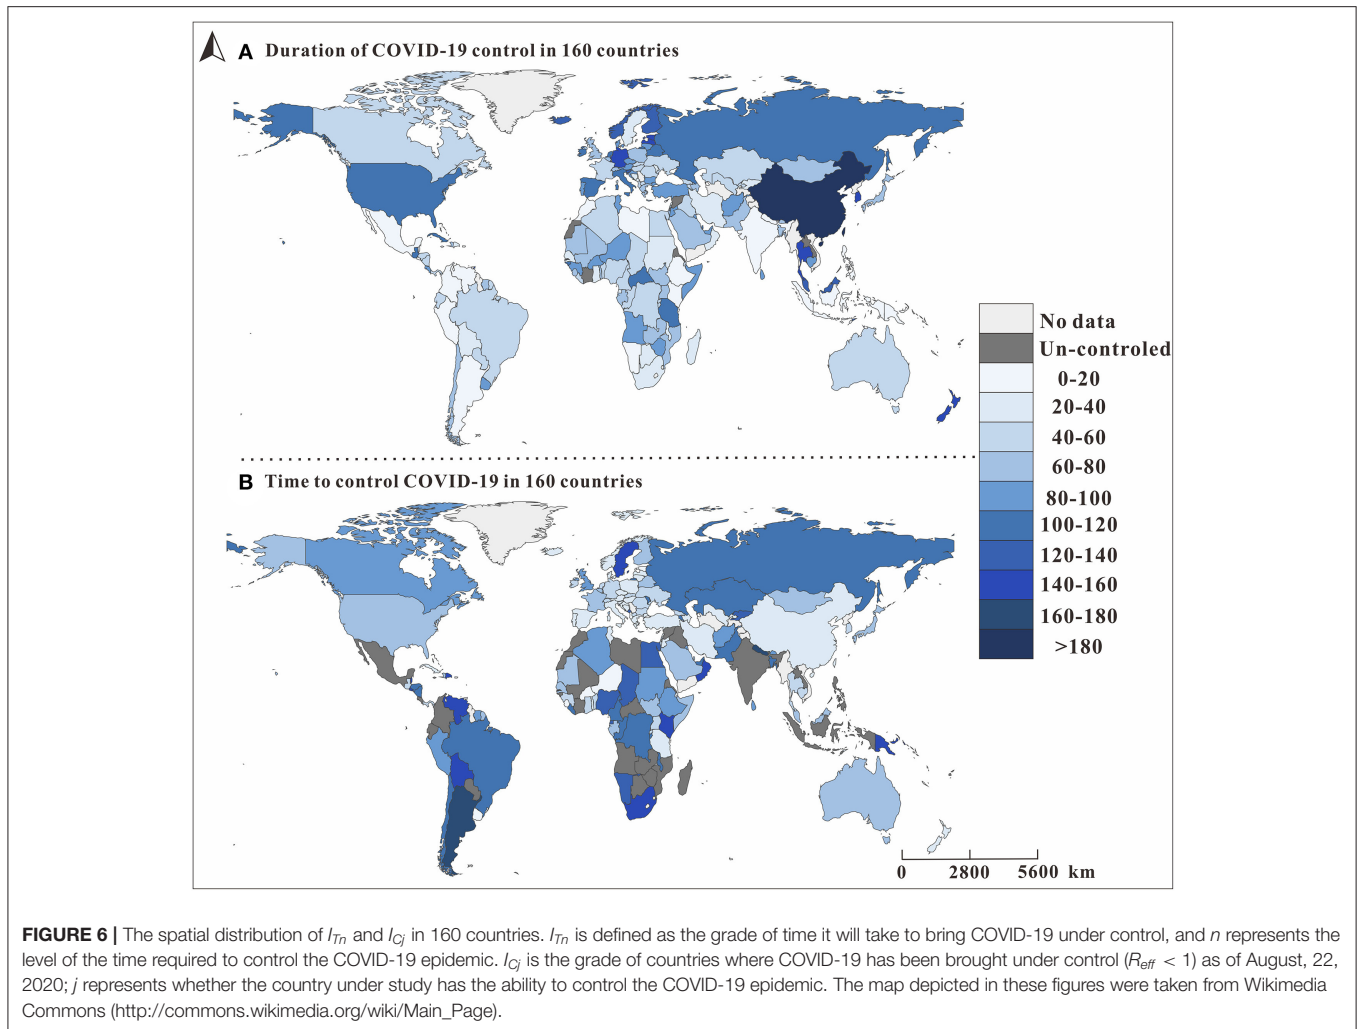 A Duration of COVID-19 control in 160 countries
No data
Un-controled
0-20
20-40
40-60
60-80
80-100
100-120
120-140
140-160
160-180
>180
B Time to control COVID-19 in 160 countries
0 2800 5600 km
FIGURE 6 | The spatial distribution of I_Tn and I_Cj in 160 countries. I_Tn is defined as the grade of time it will take to bring COVID-19 under control, and n represents the
level of the time required to control the COVID-19 epidemic. I_Cj is the grade of countries where COVID-19 has been brought under control (R_eff < 1) as of August, 22,
2020; j represents whether the country under study has the ability to control the COVID-19 epidemic. The map depicted in these figures were taken from Wikimedia
Commons (http://commons.wikimedia.org/wiki/Main_Page).